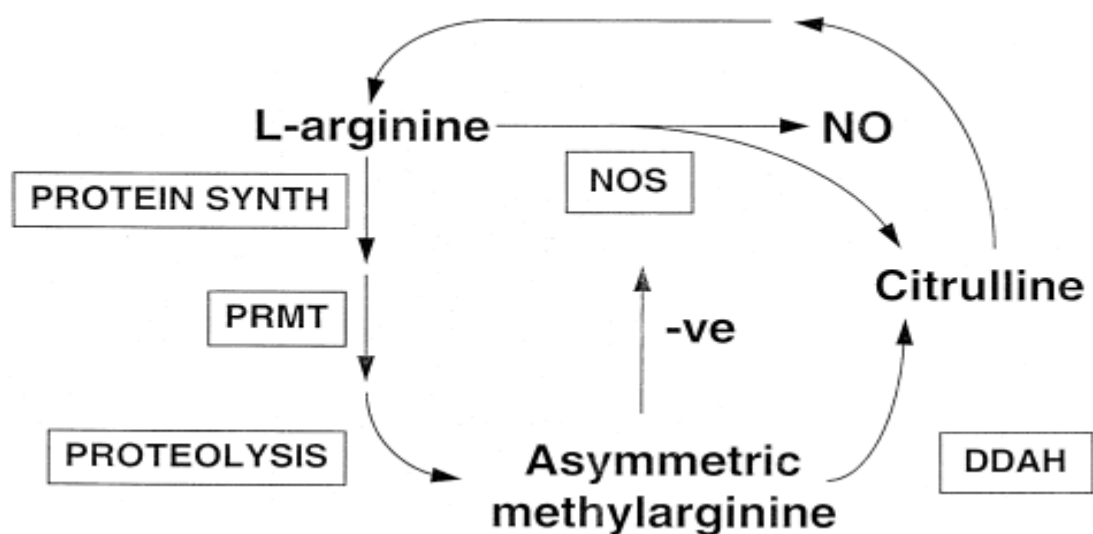 L-arginine
NO
PROTEIN SYNTH
NOS
Citrulline
PRMT
-ve
PROTEOLYSIS
Asymmetric
methylarginine
DDAH